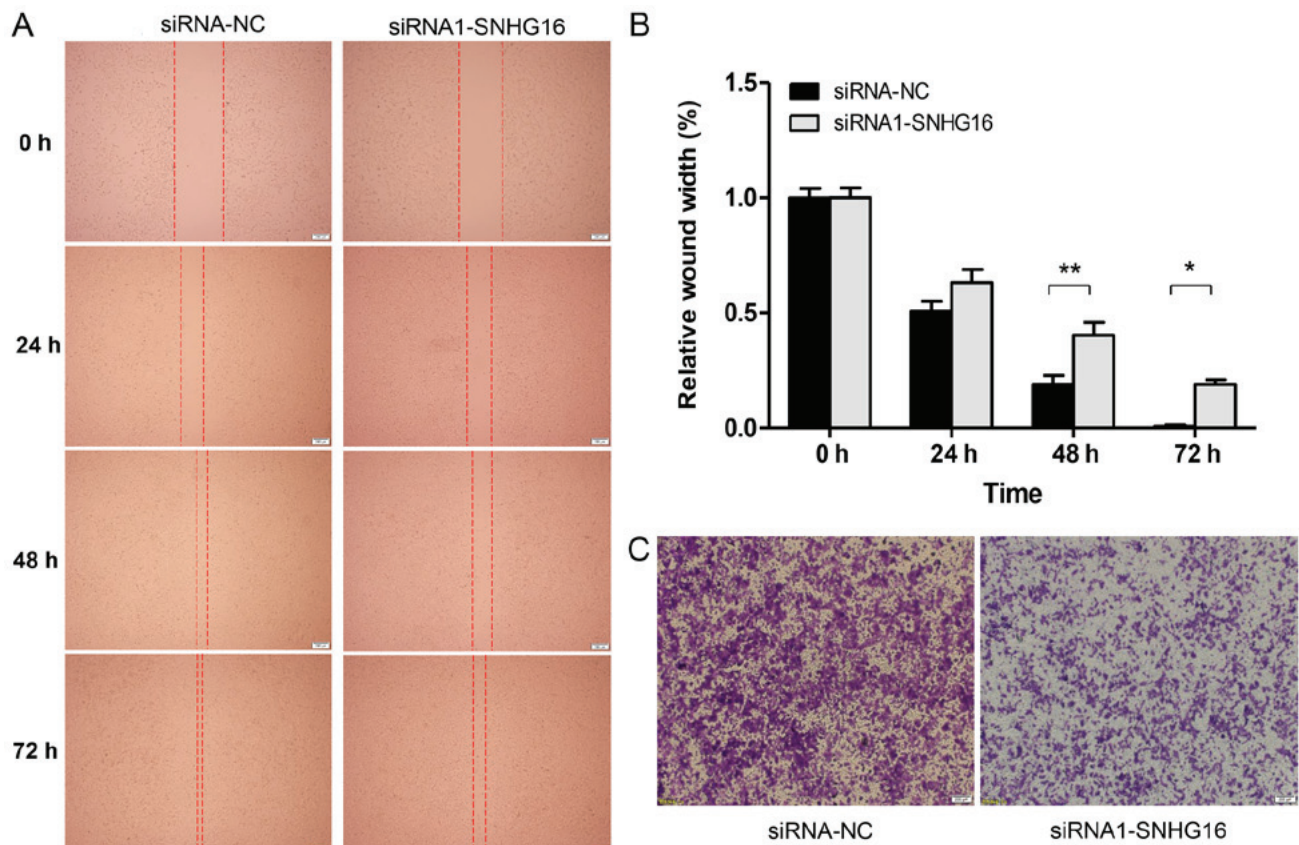 A
siRNA-NC
siRNA1-SNHG16
0 h
24 h
48 h
72 h
B
1.5
1.0
0.5
0.0
Relative wound width (%)
siRNA-NC
siRNA1-SNHG16
**
*
0 h
24 h
48 h
72 h
Time
C
siRNA-NC
siRNA1-SNHG16